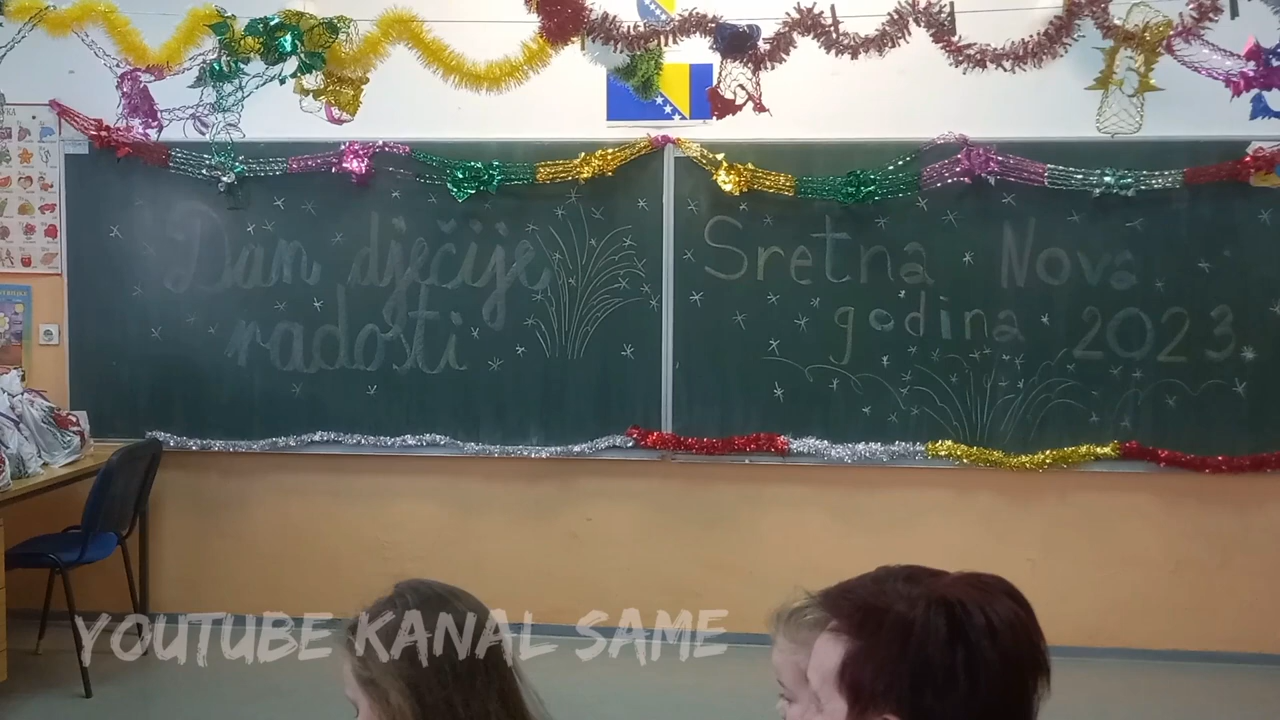 Dan dječije
radosti
Sretna Nova
godina 2023
YOUTUBE KANAL SAME